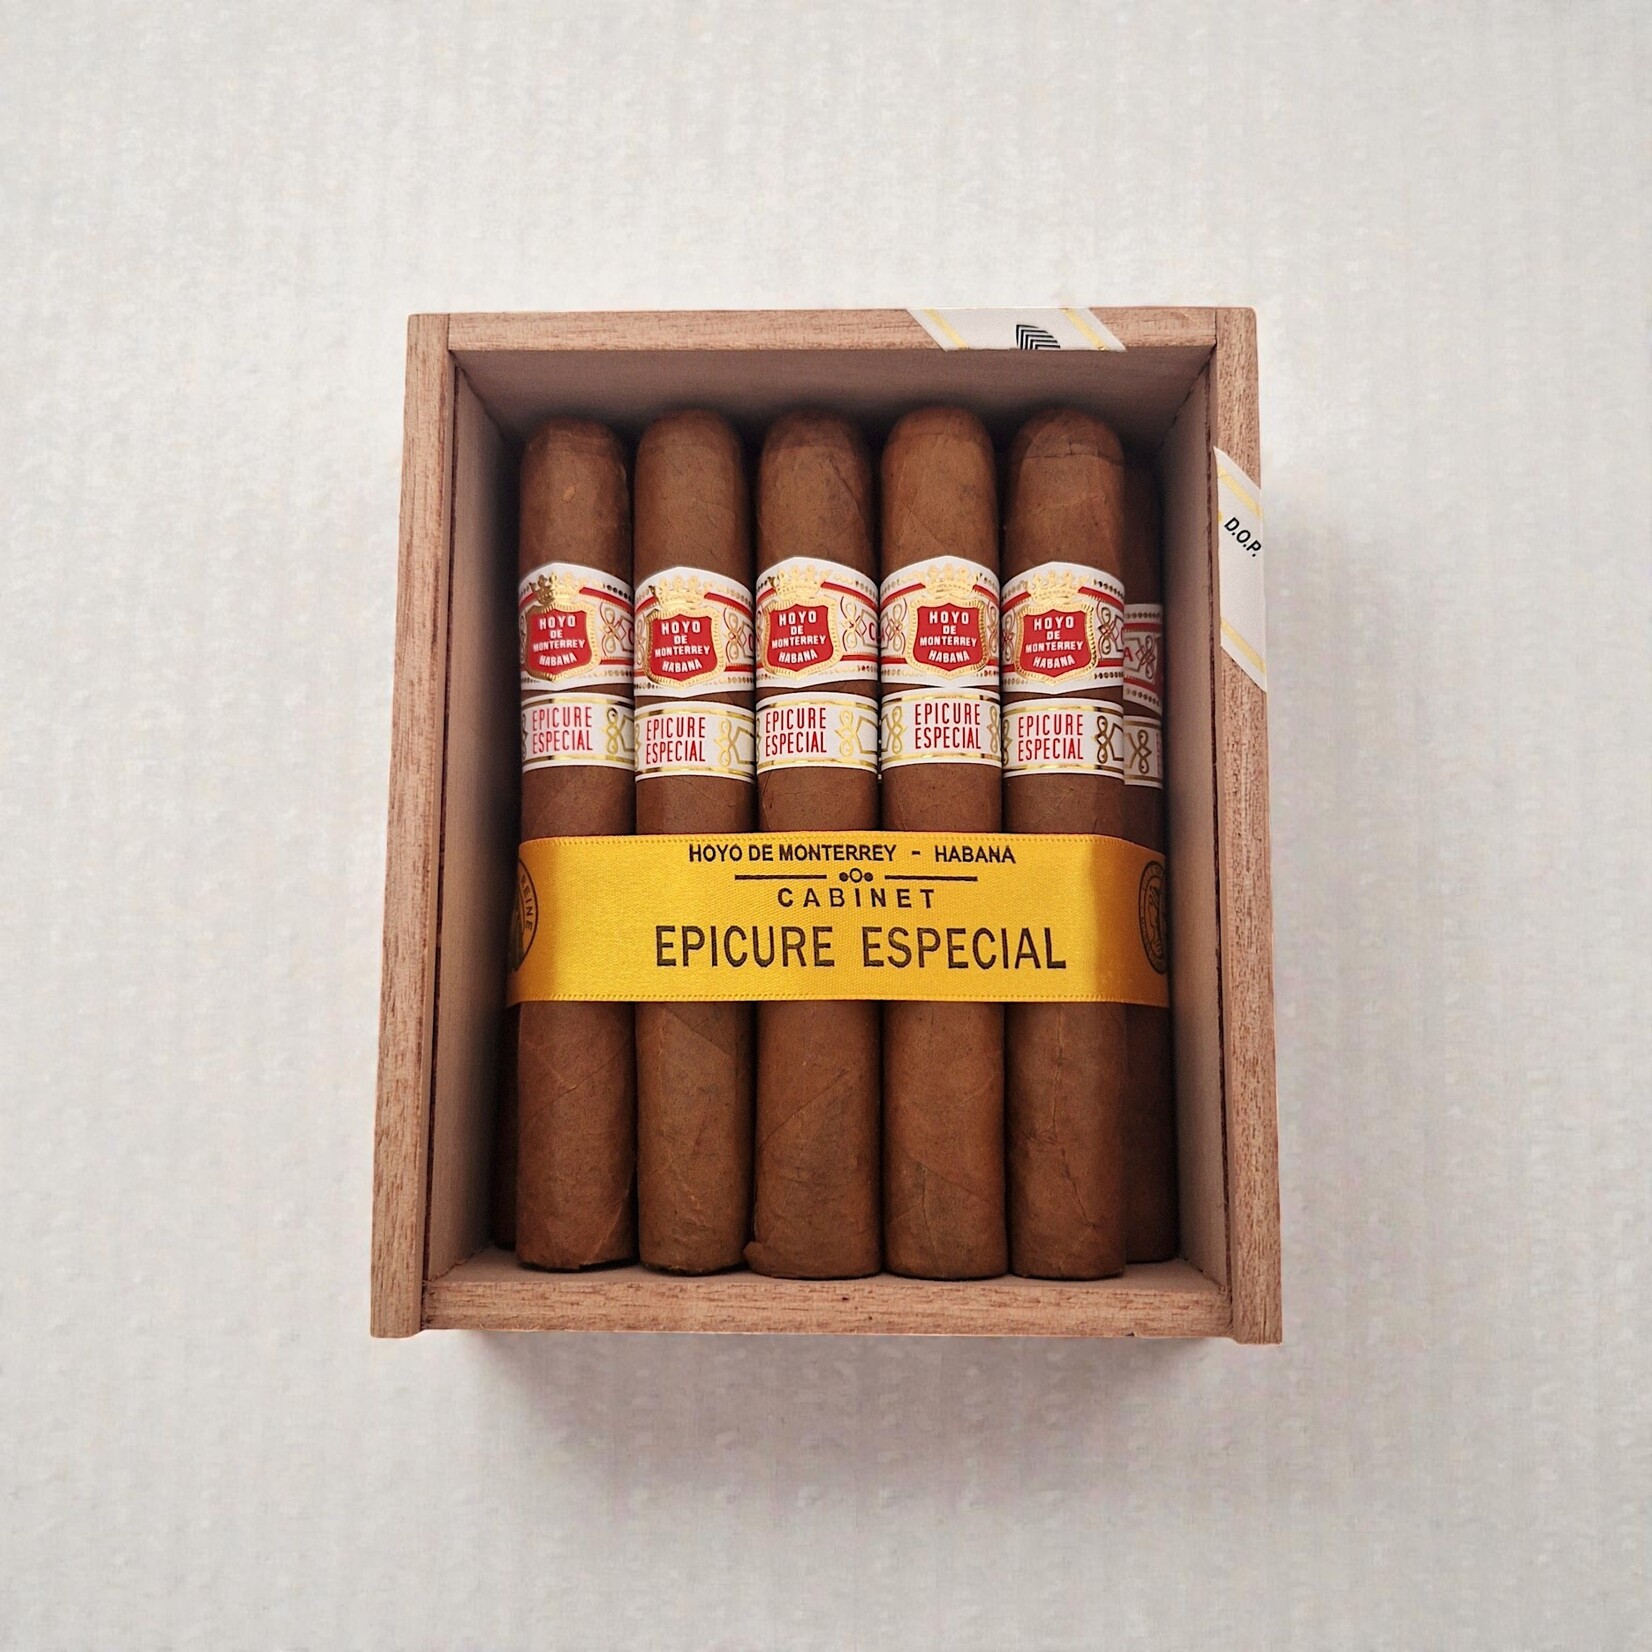 D.O.P.
HOYO
DE
MONTERREY
HABANA
HOYO
DE
MONTERREY
HABANA
HOYO
DE
MONTERREY
HABANA
HOYO
DE
MONTERREY
HABANA
HOYO
DE
MONTERREY
HABANA
EPICURE
ESPECIAL
EPICURE
ESPECIAL
EPICURE
ESPECIAL
EPICURE
ESPECIAL
EPICURE
ESPECIAL
HOYO DE MONTERREY - HABANA
CABINET
EPICURE ESPECIAL